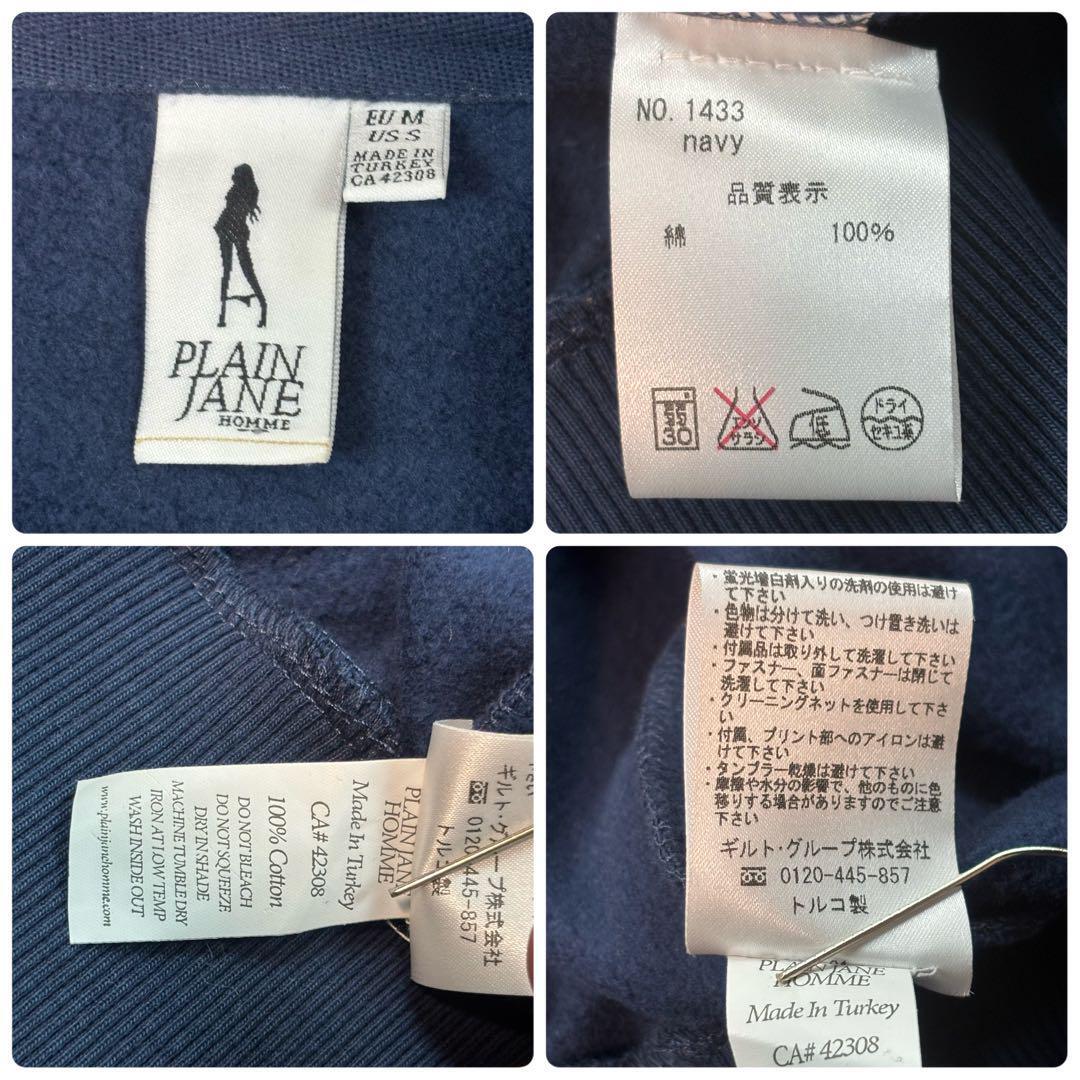 PLAIN
JANE
HOMME
EU M
US S
MADE IN
TURKEY
CA 42308
NO. 1433
navy
品質表示
綿 100%
30
エンソ
サラシ
低
ドライ
セキユ系
PLAIN JAN
HOMME
Made In Turkey
CA# 42308
100% Cotton
DO NOT BLEACH
DO NOT SQUEEZE
DRY IN SHADE
MACHINE TUMBLE DRY
IRON AT LOW TEMP
WASH INSIDE OUT
www.plainjanehomme.com
ギルト・グループ株式会社
0120-445-857
トルコ製
・蛍光増白剤入りの洗剤の使用は避け
て下さい
・色物は分けて洗い、つけ置き洗いは
避けて下さい
・付属品は取り外して洗濯して下さい
・ファスナー、面ファスナーは閉じて
洗濯して下さい
・クリーニングネットを使用して下さ
い
・付属、プリント部へのアイロンは避
けて下さい
・タンブラー乾燥は避けて下さい
・摩擦や水分の影響で、他のものに色
移りする場合がありますのでご注意
下さい
ギルト・グループ株式会社
0120-445-857
トルコ製
PLAIN JANE
HOMME
Made In Turkey
CA# 42308